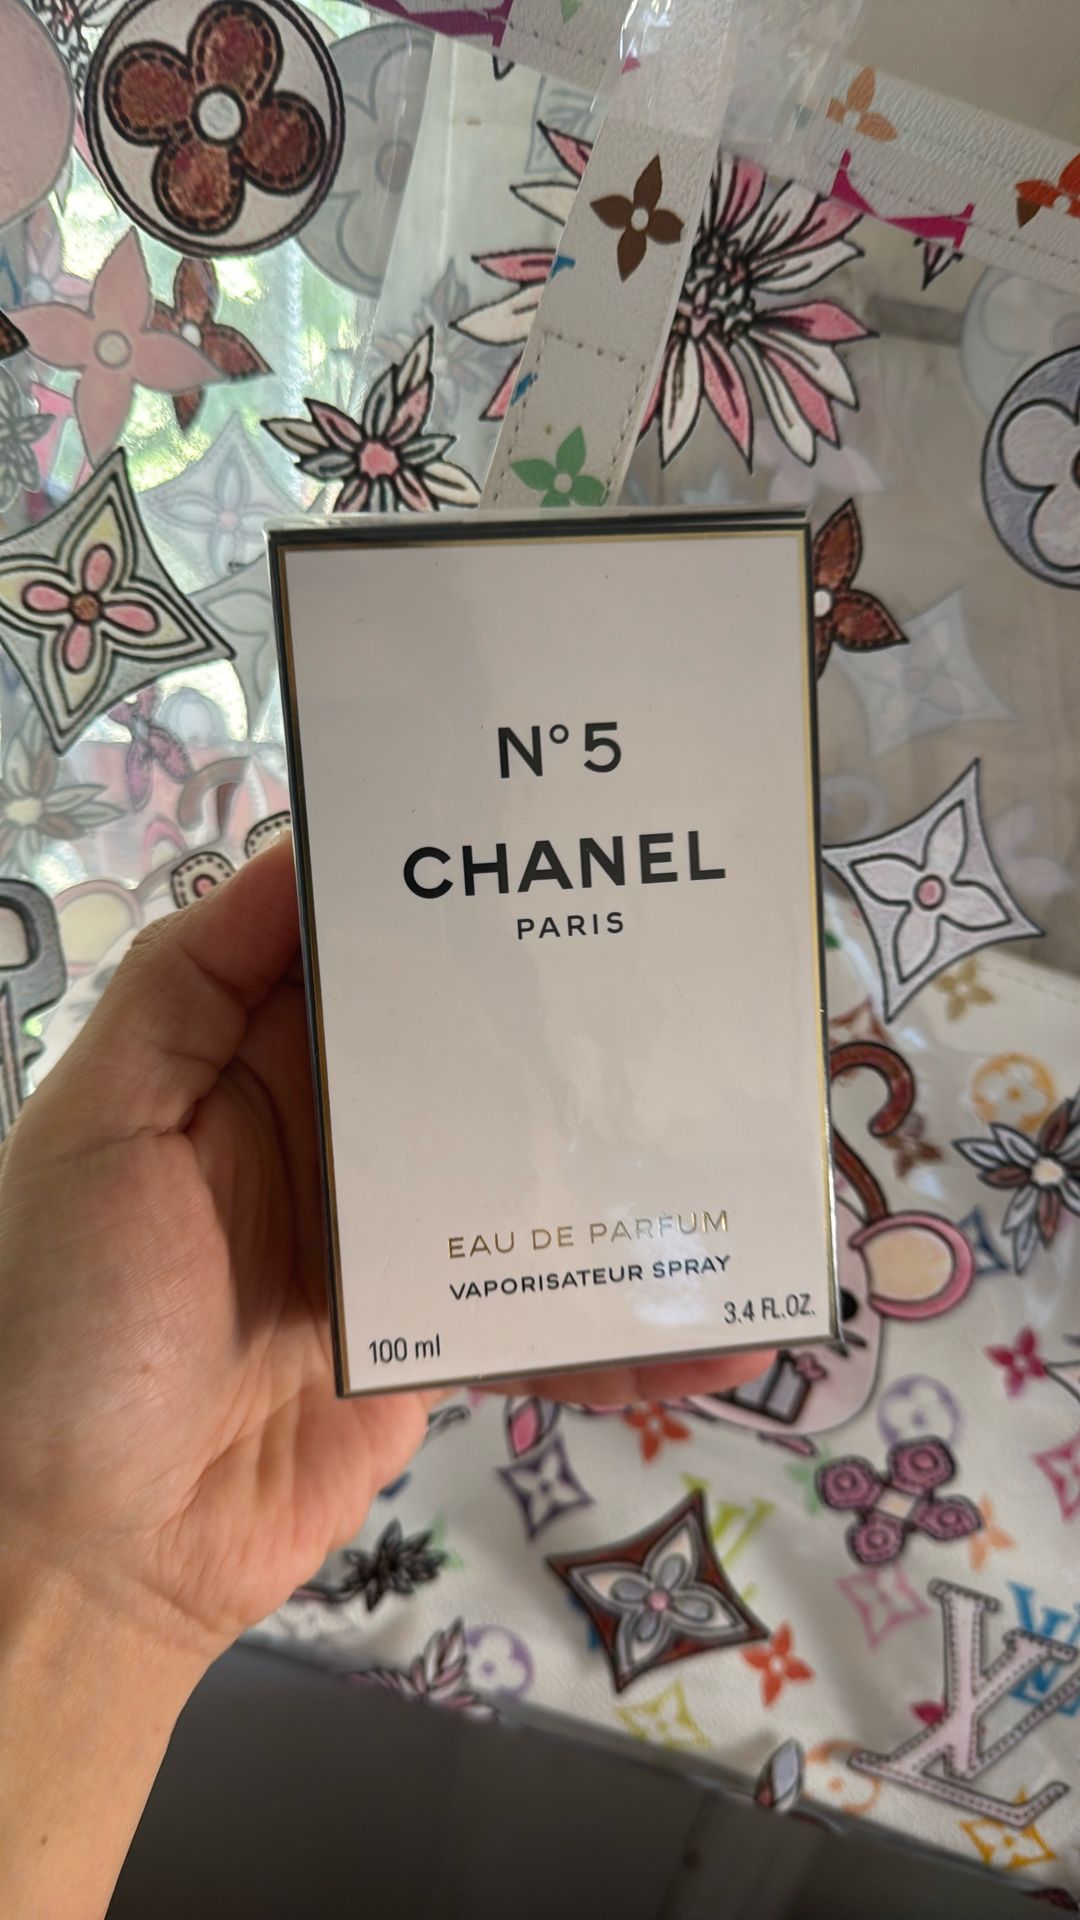 N°5
CHANEL
PARIS
EAU DE PARFUM
VAPORISATEUR SPRAY
100 ml
3.4 FL.OZ.